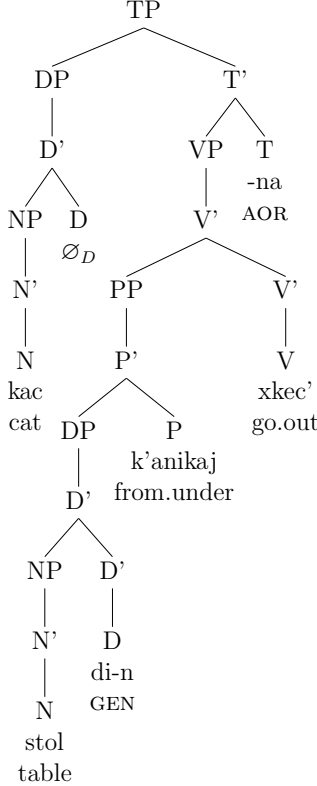 TP
DP T'
D' VP T
-na
AOR
NP D V'
∅D
N' PP V'
N P' V
kac xkec'
cat go.out
DP P
k'anikaj
from.under
D'
NP D'
N' D
di-n
GEN
N
stol
table